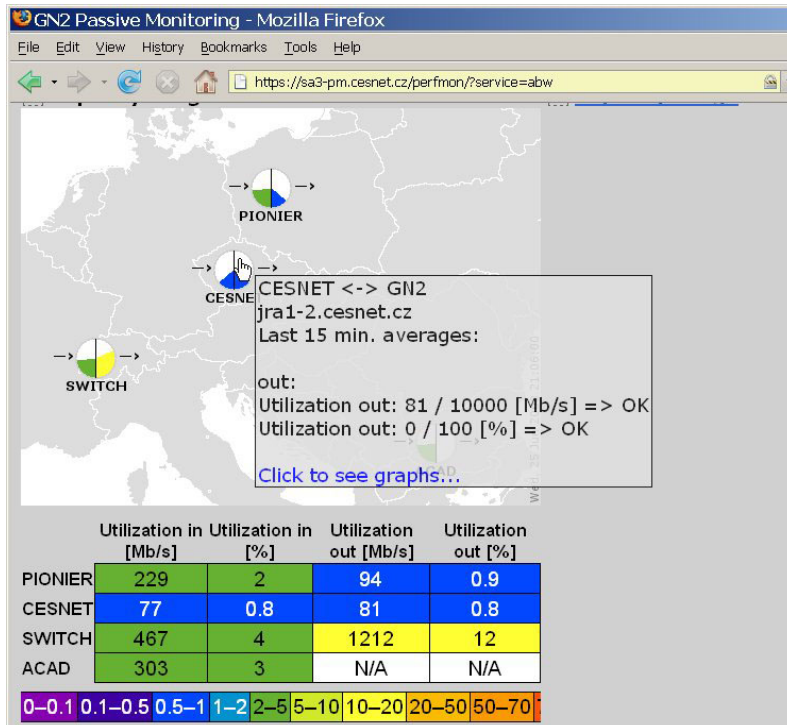 GN2 Passive Monitoring - Mozilla Firefox
File Edit View History Bookmarks Tools Help
https://sa3-pm.cesnet.cz/perfmon/?service=abw
PIONIER
CESNE
CESNET <-> GN2
jra1-2.cesnet.cz
Last 15 min. averages:
out:
Utilization out: 81 / 10000 [Mb/s] => OK
Utilization out: 0 / 100 [%] => OK
Click to see graphs...
SWITCH
ACAD
Utilization in [Mb/s] Utilization in [%] Utilization out [Mb/s] Utilization out [%]
PIONIER 229 2 94 0.9
CESNET 77 0.8 81 0.8
SWITCH 467 4 1212 12
ACAD 303 3 N/A N/A
0–0.1 0.1–0.5 0.5–1 1–2 2–5 5–10 10–20 20–50 50–70